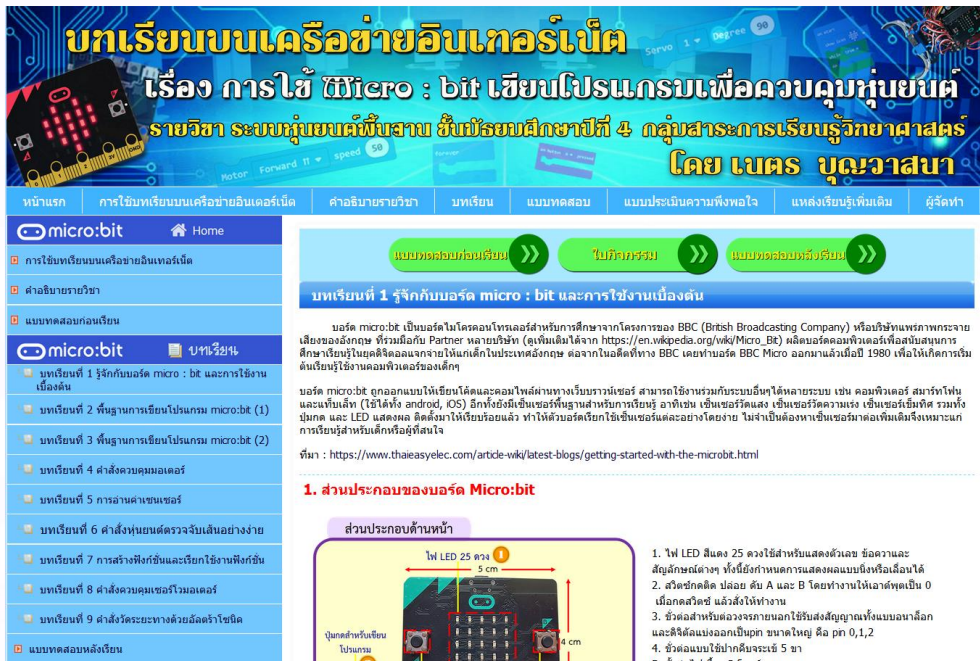 บทเรียนบนเครือข่ายอินเทอร์เน็ต
เรื่อง การใช้ Micro : bit เขียนโปรแกรมเพื่อควบคุมหุ่นยนต์
รายวิชา ระบบหุ่นยนต์พื้นฐาน ชั้นมัธยมศึกษาปีที่ 4 กลุ่มสาระการเรียนรู้วิทยาศาสตร์
โดย เนตร บุญวาสนา
Servo 1 Degree 90
Motor Forward speed 50
หน้าแรก การใช้บทเรียนบนเครือข่ายอินเตอร์เน็ต คำอธิบายรายวิชา บทเรียน แบบทดสอบ แบบประเมินความพึงพอใจ แหล่งเรียนรู้เพิ่มเติม ผู้จัดทำ
micro:bit Home
การใช้บทเรียนบนเครือข่ายอินเทอร์เน็ต
คำอธิบายรายวิชา
แบบทดสอบก่อนเรียน
micro:bit บทเรียน
บทเรียนที่ 1 รู้จักกับบอร์ด micro : bit และการใช้งาน
เบื้องต้น
บทเรียนที่ 2 พื้นฐานการเขียนโปรแกรม micro:bit (1)
บทเรียนที่ 3 พื้นฐานการเขียนโปรแกรม micro:bit (2)
บทเรียนที่ 4 คำสั่งควบคุมมอเตอร์
บทเรียนที่ 5 การอ่านค่าเซนเซอร์
บทเรียนที่ 6 คำสั่งหุ่นยนต์ตรวจจับเส้นอย่างง่าย
บทเรียนที่ 7 การสร้างฟังก์ชั่นและเรียกใช้งานฟังก์ชั่น
บทเรียนที่ 8 คำสั่งควบคุมเซอร์โวมอเตอร์
บทเรียนที่ 9 คำสั่งวัดระยะทางด้วยอัลตร้าโซนิค
แบบทดสอบหลังเรียน
แบบทดสอบก่อนเรียน ใบกิจกรรม แบบทดสอบหลังเรียน
บทเรียนที่ 1 รู้จักกับบอร์ด micro : bit และการใช้งานเบื้องต้น
บอร์ด micro:bit เป็นบอร์ดไมโครคอนโทรลเลอร์สำหรับการศึกษาจากโครงการของ BBC (British Broadcasting Company) หรือบริษัทแพร่ภาพกระจาย
เสียงของอังกฤษ ที่ร่วมมือกับ Partner หลายบริษัท (ดูเพิ่มเติมได้จาก https://en.wikipedia.org/wiki/Micro_Bit) ผลิตบอร์ดคอมพิวเตอร์เพื่อสนับสนุนการ
ศึกษาเรียนรู้ในยุคดิจิตอลแจกจ่ายให้แก่เด็กในประเทศอังกฤษ ต่อจากในอดีตที่ทาง BBC เคยทำบอร์ด BBC Micro ออกมาแล้วเมื่อปี 1980 เพื่อให้เกิดการเริ่ม
ต้นเรียนรู้ใช้งานคอมพิวเตอร์ของเด็กๆ
บอร์ด micro:bit ถูกออกแบบให้เขียนโค้ดและคอมไพล์ผ่านทางเว็บบราวน์เซอร์ สามารถใช้งานร่วมกับระบบอื่นๆได้หลายระบบ เช่น คอมพิวเตอร์ สมาร์ทโฟน
และแท็บเล็ท (ใช้ได้ทั้ง android, iOS) อีกทั้งยังมีเซ็นเซอร์พื้นฐานสำหรับการเรียนรู้ อาทิเช่น เซ็นเซอร์วัดแสง เซ็นเซอร์วัดความเร่ง เซ็นเซอร์เข็มทิศ รวมทั้ง
ปุ่มกด และ LED แสดงผล ติดตั้งมาให้เรียบร้อยแล้ว ทำให้ตัวบอร์ดเรียกใช้เซ็นเซอร์แต่ละอย่างโดยง่าย ไม่จำเป็นต้องหาเซ็นเซอร์มาต่อเพิ่มเติมจึงเหมาะแก่
การเรียนรู้สำหรับเด็กหรือผู้ที่สนใจ
ที่มา : https://www.thaieasyelec.com/article-wiki/latest-blogs/getting-started-with-the-microbit.html
1. ส่วนประกอบของบอร์ด Micro:bit
ส่วนประกอบด้านหน้า
ไฟ LED 25 ดวง 1
5 cm
4 cm
ปุ่มกดสำหรับเขียน
โปรแกรม
1. ไฟ LED สีแดง 25 ดวงใช้สำหรับแสดงตัวเลข ข้อความและ
สัญลักษณ์ต่างๆ ทั้งนี้ยังกำหนดการแสดงผลแบบนิ่งหรือเลื่อนได้
2. สวิตช์กดติด ปล่อย ดับ A และ B โดยทำงานให้เอาต์พุตเป็น 0
เมื่อกดสวิตช์ แล้วสั่งให้ทำงาน
3. ขั้วต่อสำหรับต่อวงจรภายนอกใช้รับส่งสัญญาณทั้งแบบอนาล็อก
และดิจิตัลแบ่งออกเป็นpin ขนาดใหญ่ คือ pin 0,1,2
4. ขั้วต่อแบบใช้ปากคีบจระเข้ 5 ขา